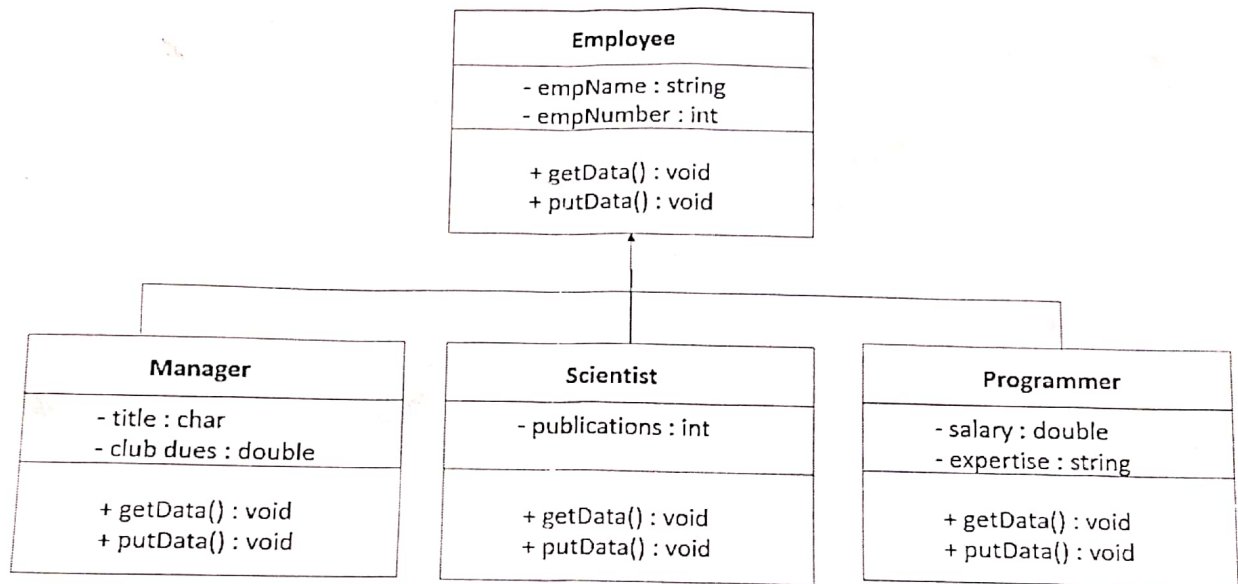 Employee
- empName : string
- empNumber : int
+ getData() : void
+ putData() : void
Manager
- title : char
- club dues : double
+ getData() : void
+ putData() : void
Scientist
- publications : int
+ getData() : void
+ putData() : void
Programmer
- salary : double
- expertise : string
+ getData() : void
+ putData() : void